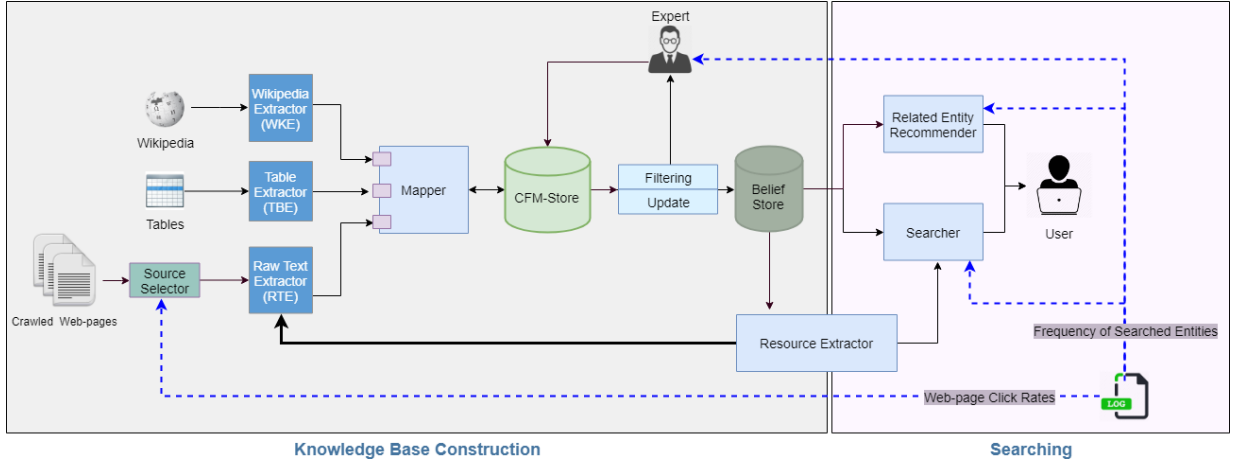 Expert
Wikipedia
Extractor
(WKE)
Wikipedia
Table
Extractor
(TBE)
Tables
Mapper
CFM-Store
Filtering
Update
Belief
Store
Related Entity
Recommender
Searcher
User
Source
Selector
Raw Text
Extractor
(RTE)
Crawled Web-pages
Resource Extractor
Frequency of Searched Entities
Web-page Click Rates
LOG
Knowledge Base Construction
Searching